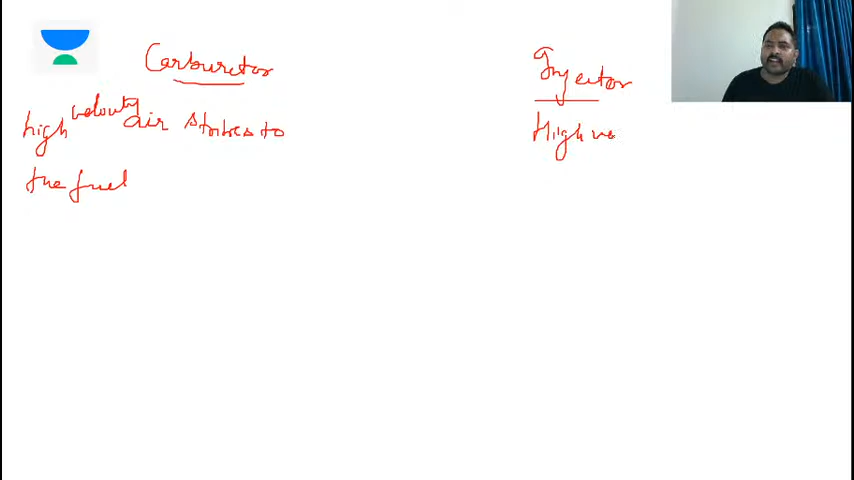 Carburetor
high velocity air strikes to
the fuel
Injector
High ve